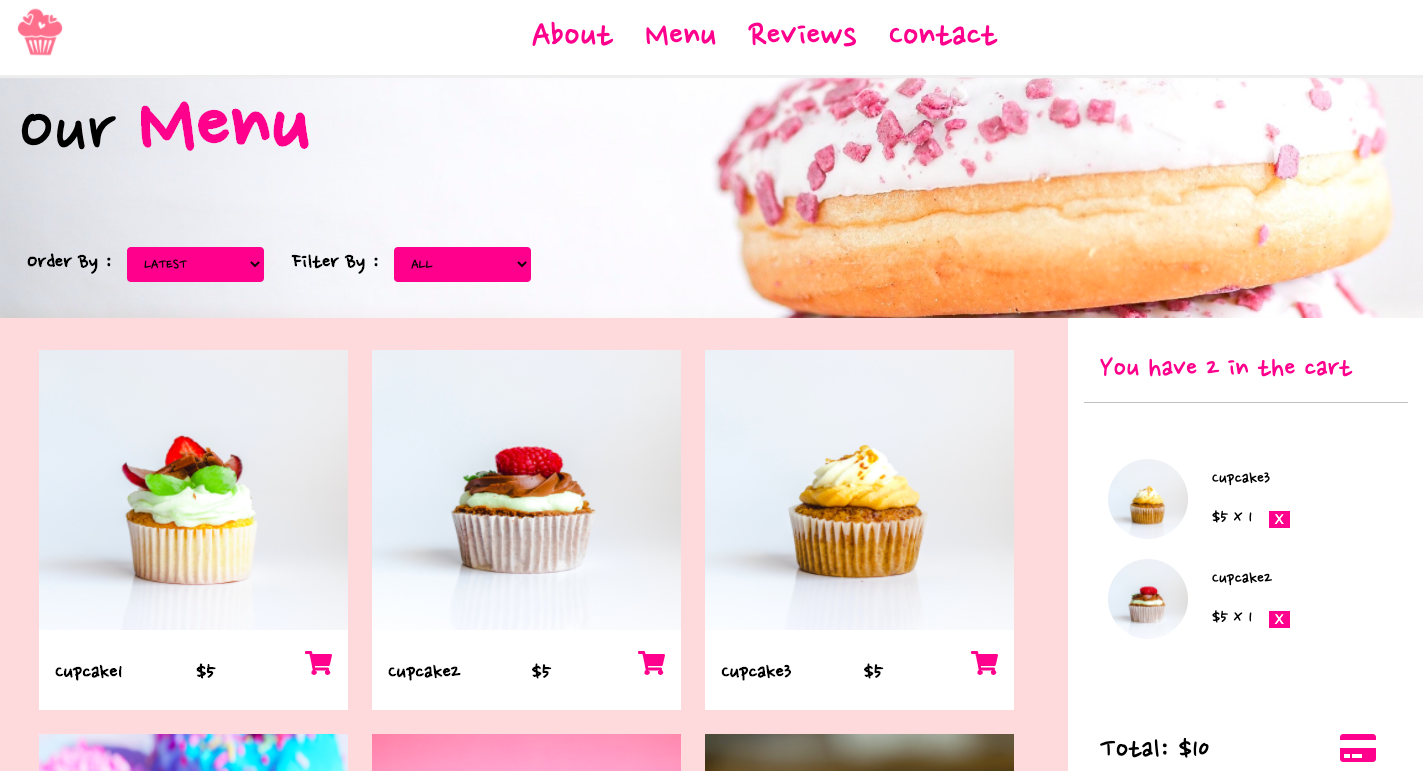 About Menu Reviews Contact
our Menu
Order By : LATEST Filter By : ALL
You have 2 in the cart
cupcake3
$5 X 1 X
cupcake2
$5 X 1 X
cupcake1 $5
cupcake2 $5
cupcake3 $5
Total: $10